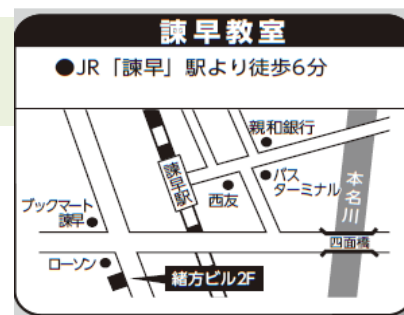 諫早教室
●JR「諫早」駅より徒歩6分
親和銀行
諫早駅
バス
ターミナル
西友
本名川
ブックマート
諫早
四面橋
ローソン
緒方ビル2F